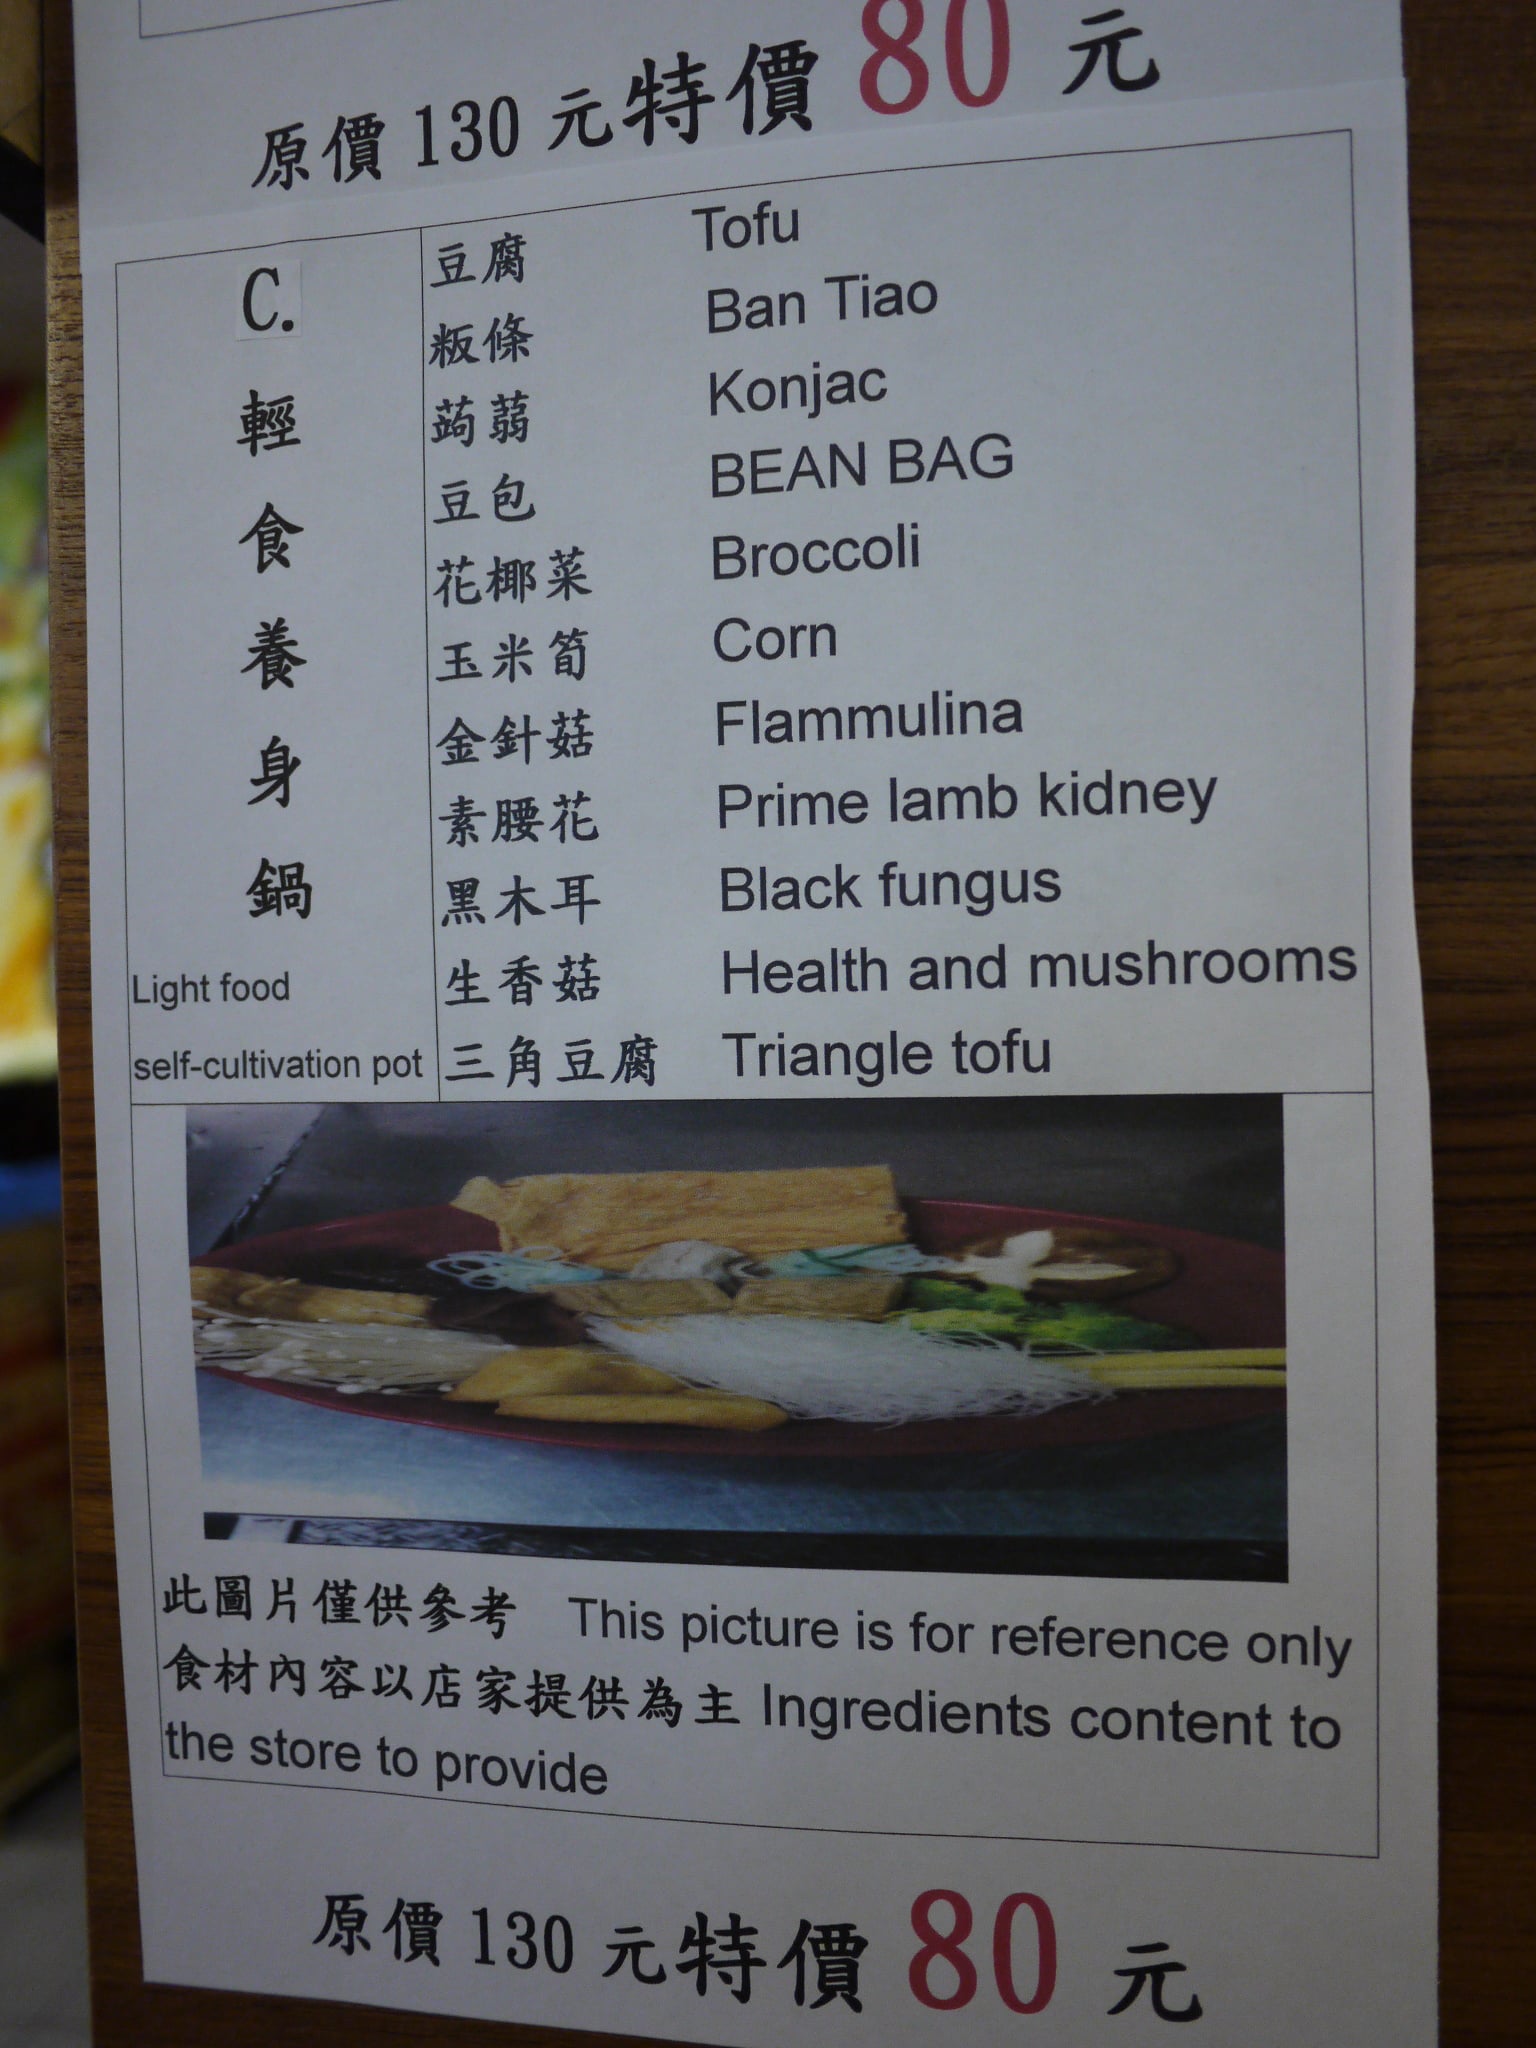 原價 130 元特價 80 元
C.
輕
食
養
身
鍋
Light food
self-cultivation pot
豆腐 Tofu
粄條 Ban Tiao
蒟蒻 Konjac
豆包 BEAN BAG
花椰菜 Broccoli
玉米筍 Corn
金針菇 Flammulina
素腰花 Prime lamb kidney
黑木耳 Black fungus
生香菇 Health and mushrooms
三角豆腐 Triangle tofu
此圖片僅供參考 This picture is for reference only
食材內容以店家提供為主 Ingredients content to
the store to provide
原價 130 元特價 80 元